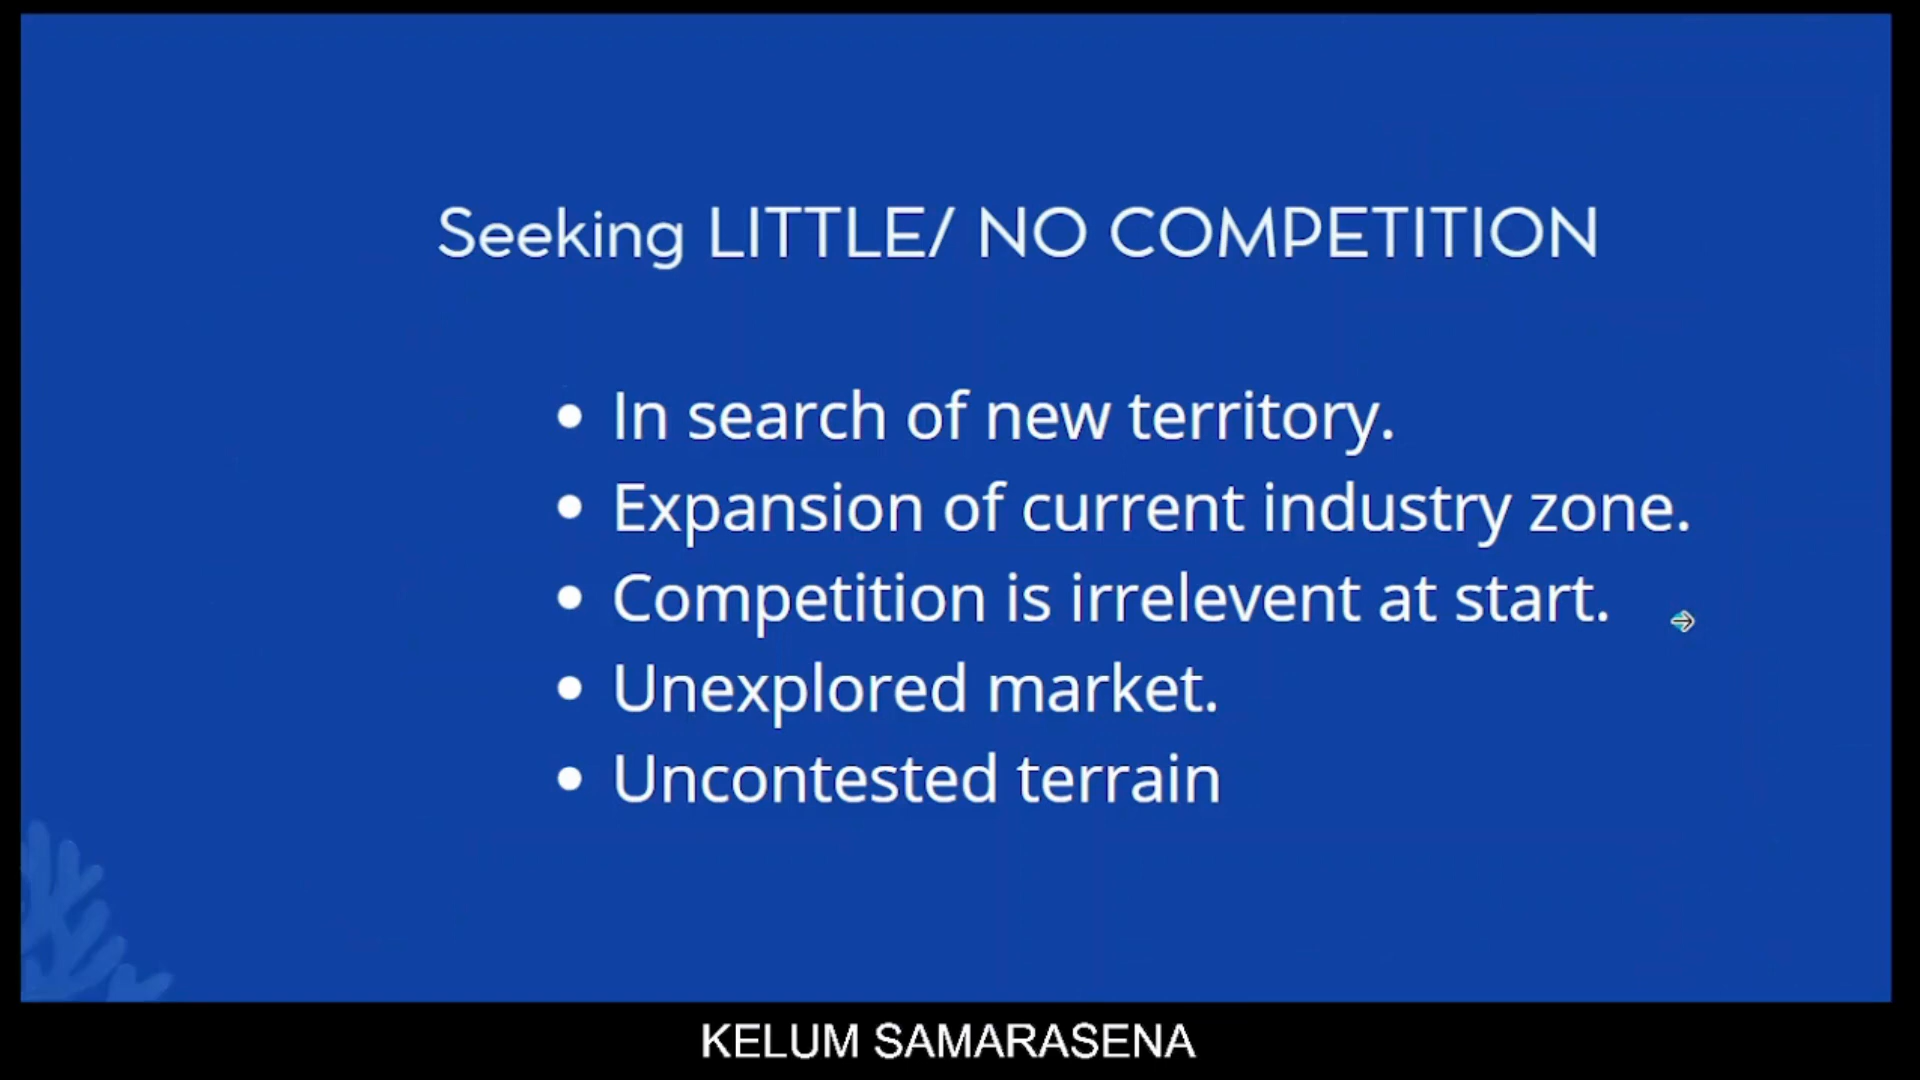 Seeking LITTLE/ NO COMPETITION
• In search of new territory.
• Expansion of current industry zone.
• Competition is irrelevent at start.
• Unexplored market.
• Uncontested terrain
KELUM SAMARASENA